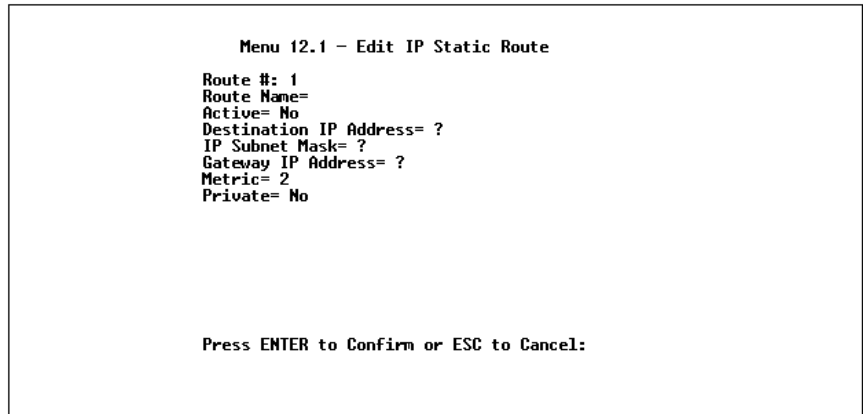 Menu 12.1 - Edit IP Static Route
Route #: 1
Route Name=
Active= No
Destination IP Address= ?
IP Subnet Mask= ?
Gateway IP Address= ?
Metric= 2
Private= No
Press ENTER to Confirm or ESC to Cancel: